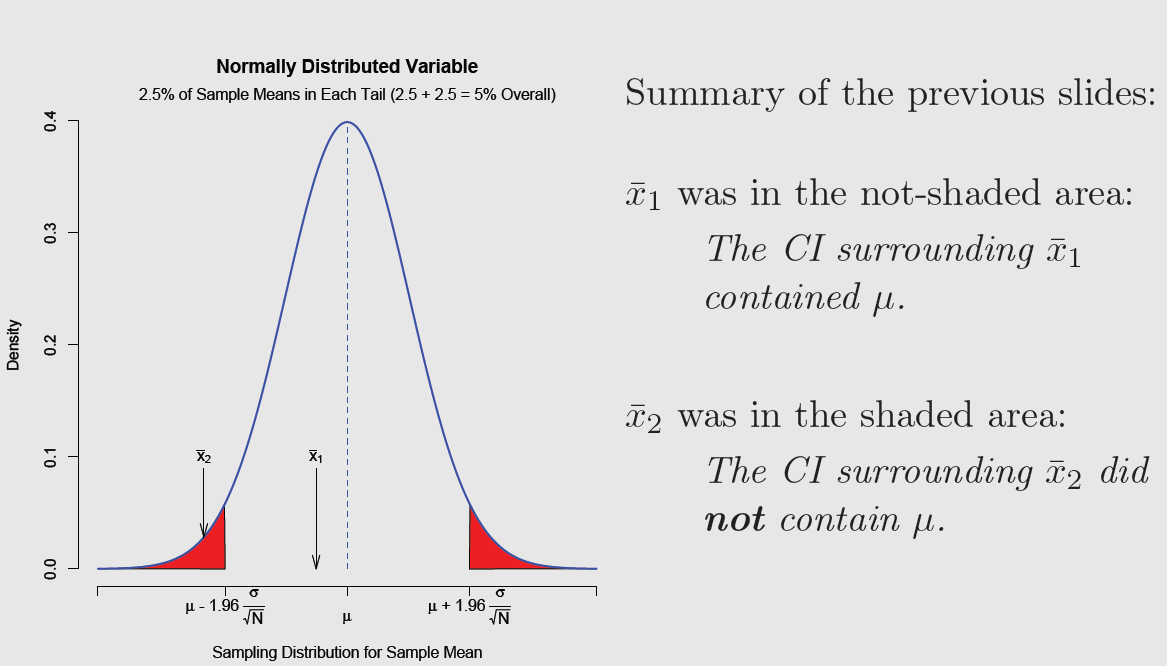 Normally Distributed Variable
2.5% of Sample Means in Each Tail (2.5 + 2.5 = 5% Overall)
Density
0.4
0.3
0.2
0.1
0.0
x̄₂
x̄₁
μ - 1.96 σ/√N
μ
μ + 1.96 σ/√N
Sampling Distribution for Sample Mean
Summary of the previous slides:
x̄₁ was in the not-shaded area:
The CI surrounding x̄₁
contained μ.
x̄₂ was in the shaded area:
The CI surrounding x̄₂ did
not contain μ.